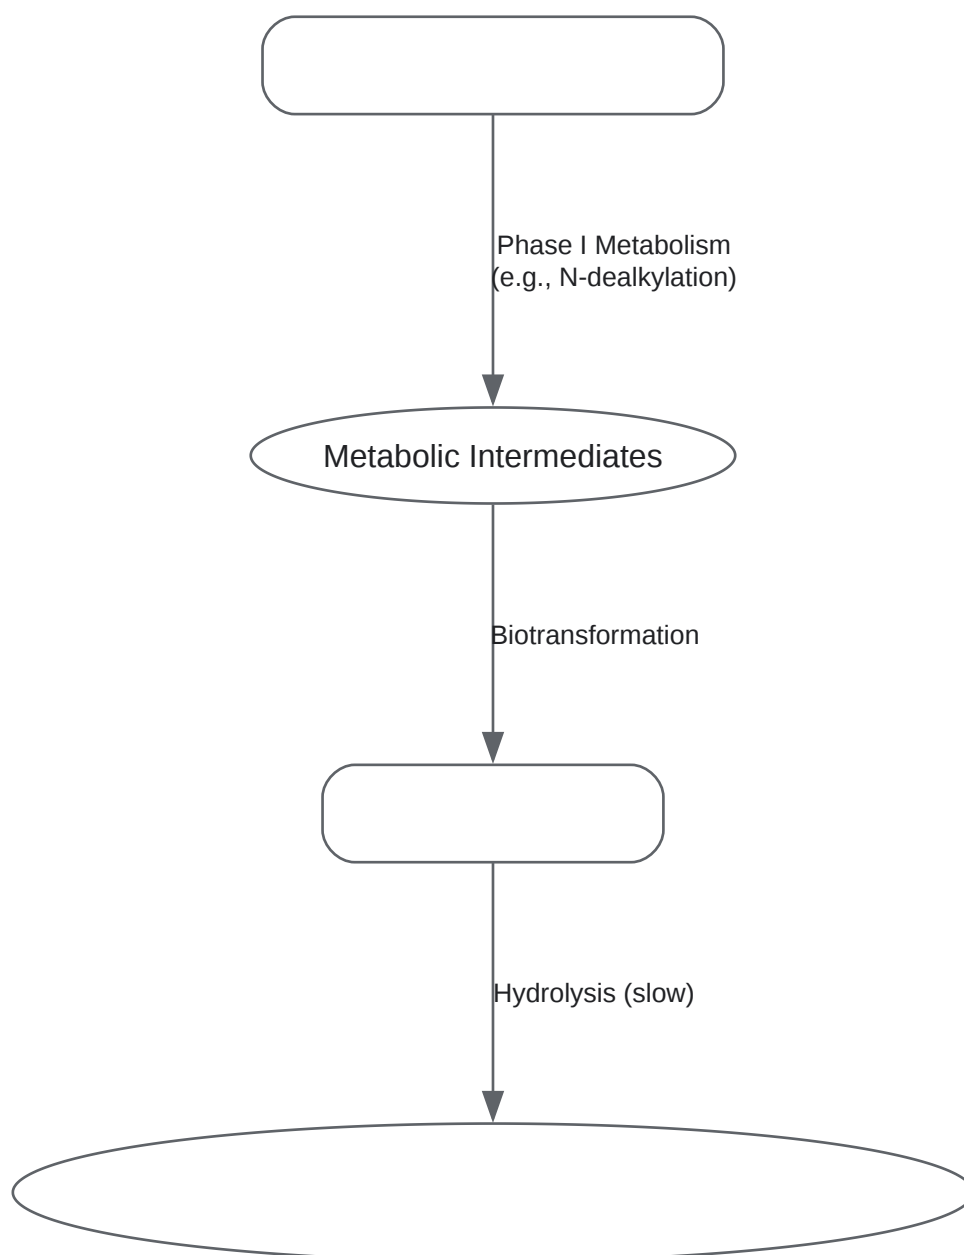 Phase I Metabolism
(e.g., N-dealkylation)
Metabolic Intermediates
Biotransformation
Hydrolysis (slow)